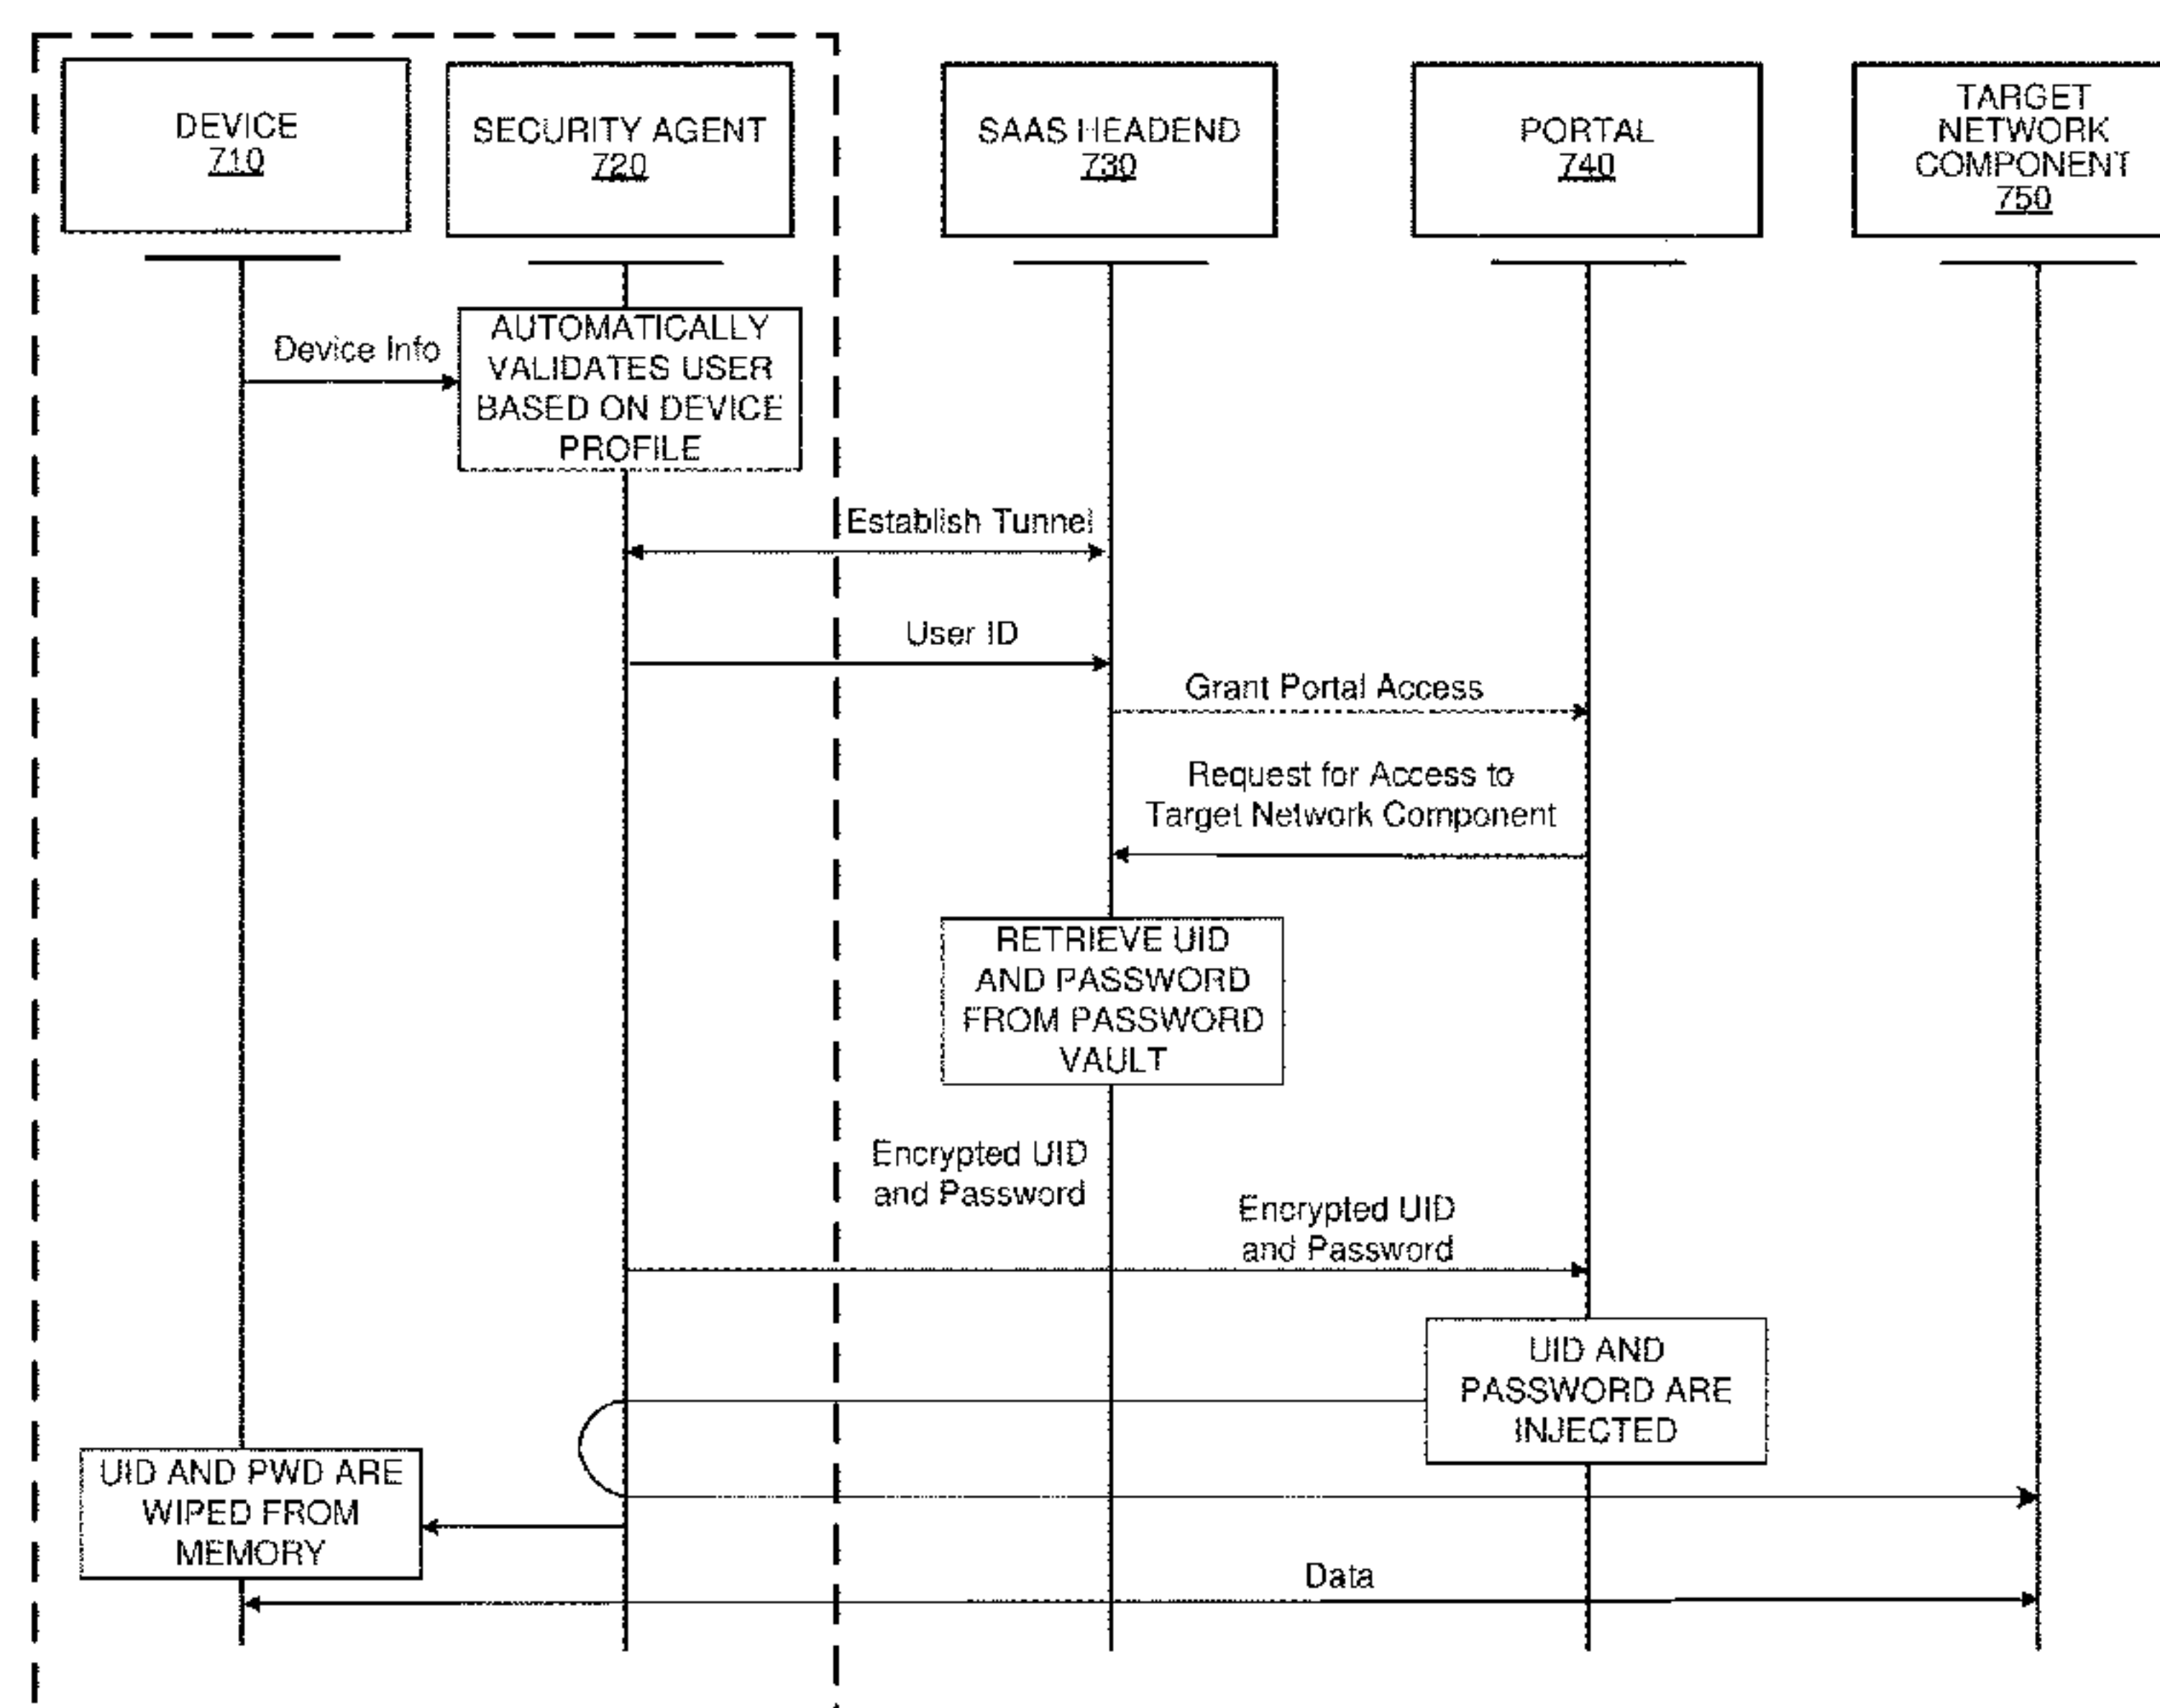 DEVICE
710
SECURITY AGENT
720
SAAS HEADEND
730
PORTAL
740
TARGET
NETWORK
COMPONENT
750
Device Info
AUTOMATICALLY
VALIDATES USER
BASED ON DEVICE
PROFILE
Establish Tunnel
User ID
Grant Portal Access
Request for Access to
Target Network Component
RETRIEVE UID
AND PASSWORD
FROM PASSWORD
VAULT
Encrypted UID
and Password
Encrypted UID
and Password
UID AND
PASSWORD ARE
INJECTED
UID AND PWD ARE
WIPED FROM
MEMORY
Data